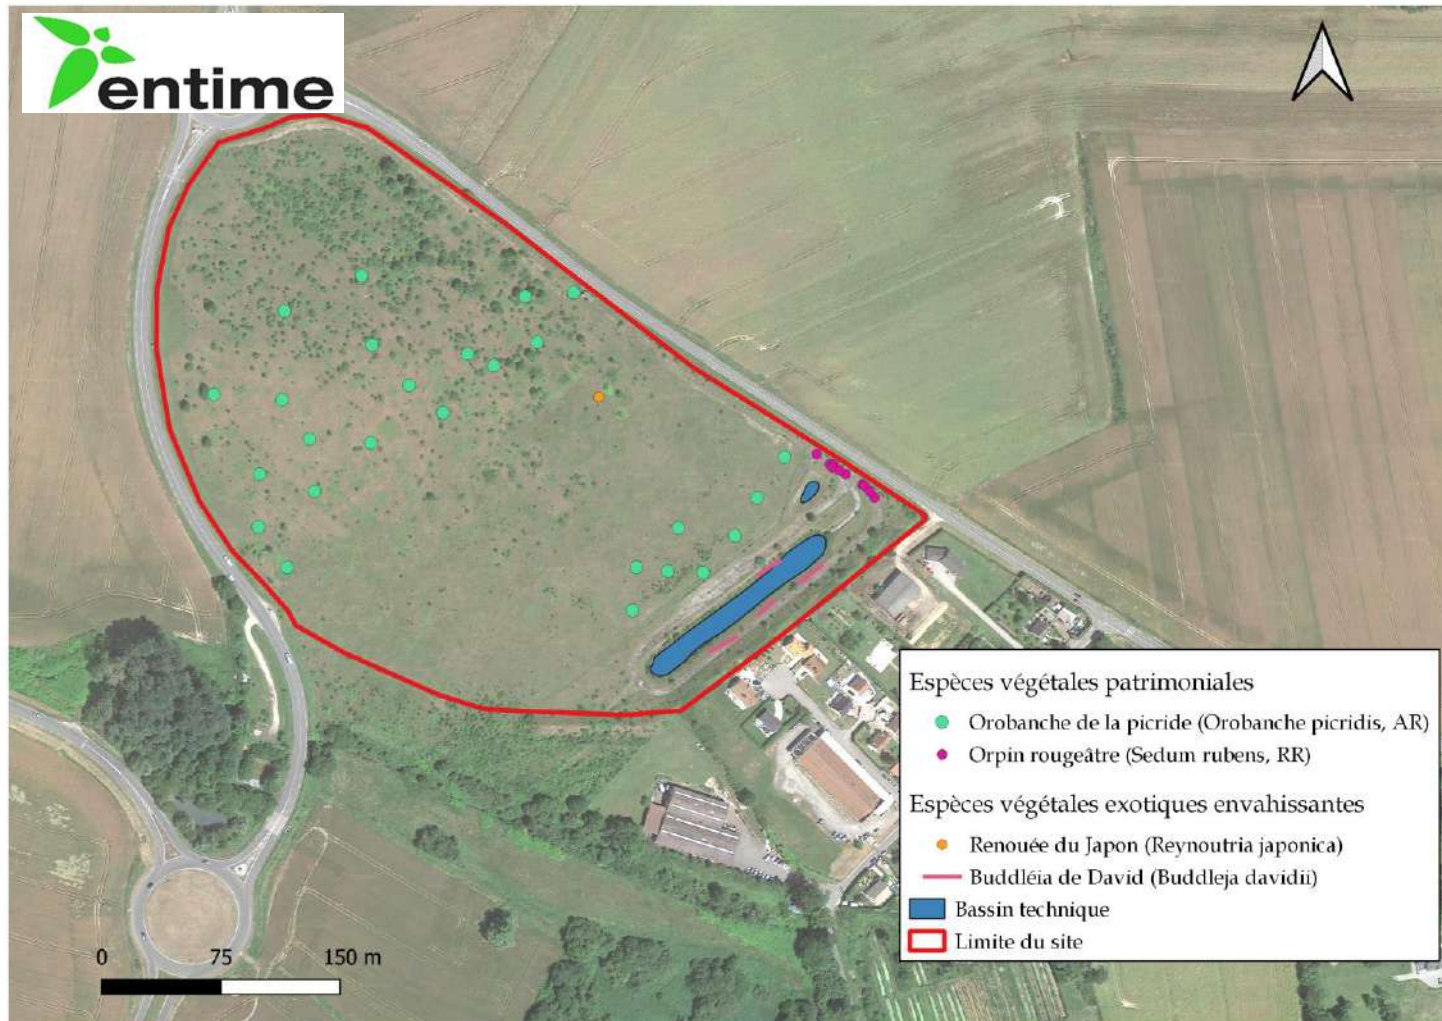 entime
Espèces végétales patrimoniales
Orobanche de la picride (Orobanche picridis, AR)
Orpin rougeâtre (Sedum rubens, RR)
Espèces végétales exotiques envahissantes
Renouée du Japon (Reynoutria japonica)
Buddléia de David (Buddleja davidii)
Bassin technique
Limite du site
0 75 150 m